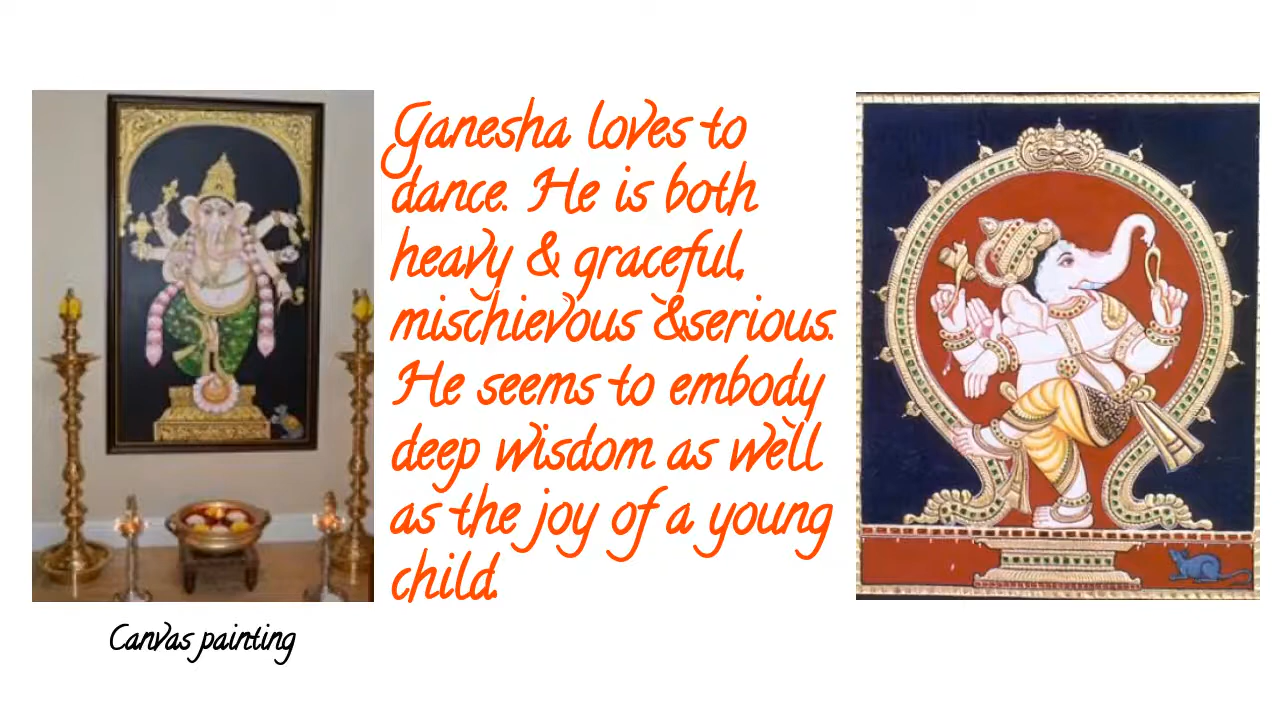 Ganesha loves to
dance. He is both
heavy & graceful,
mischievous &serious.
He seems to embody
deep wisdom as well
as the joy of a young
child.
Canvas painting